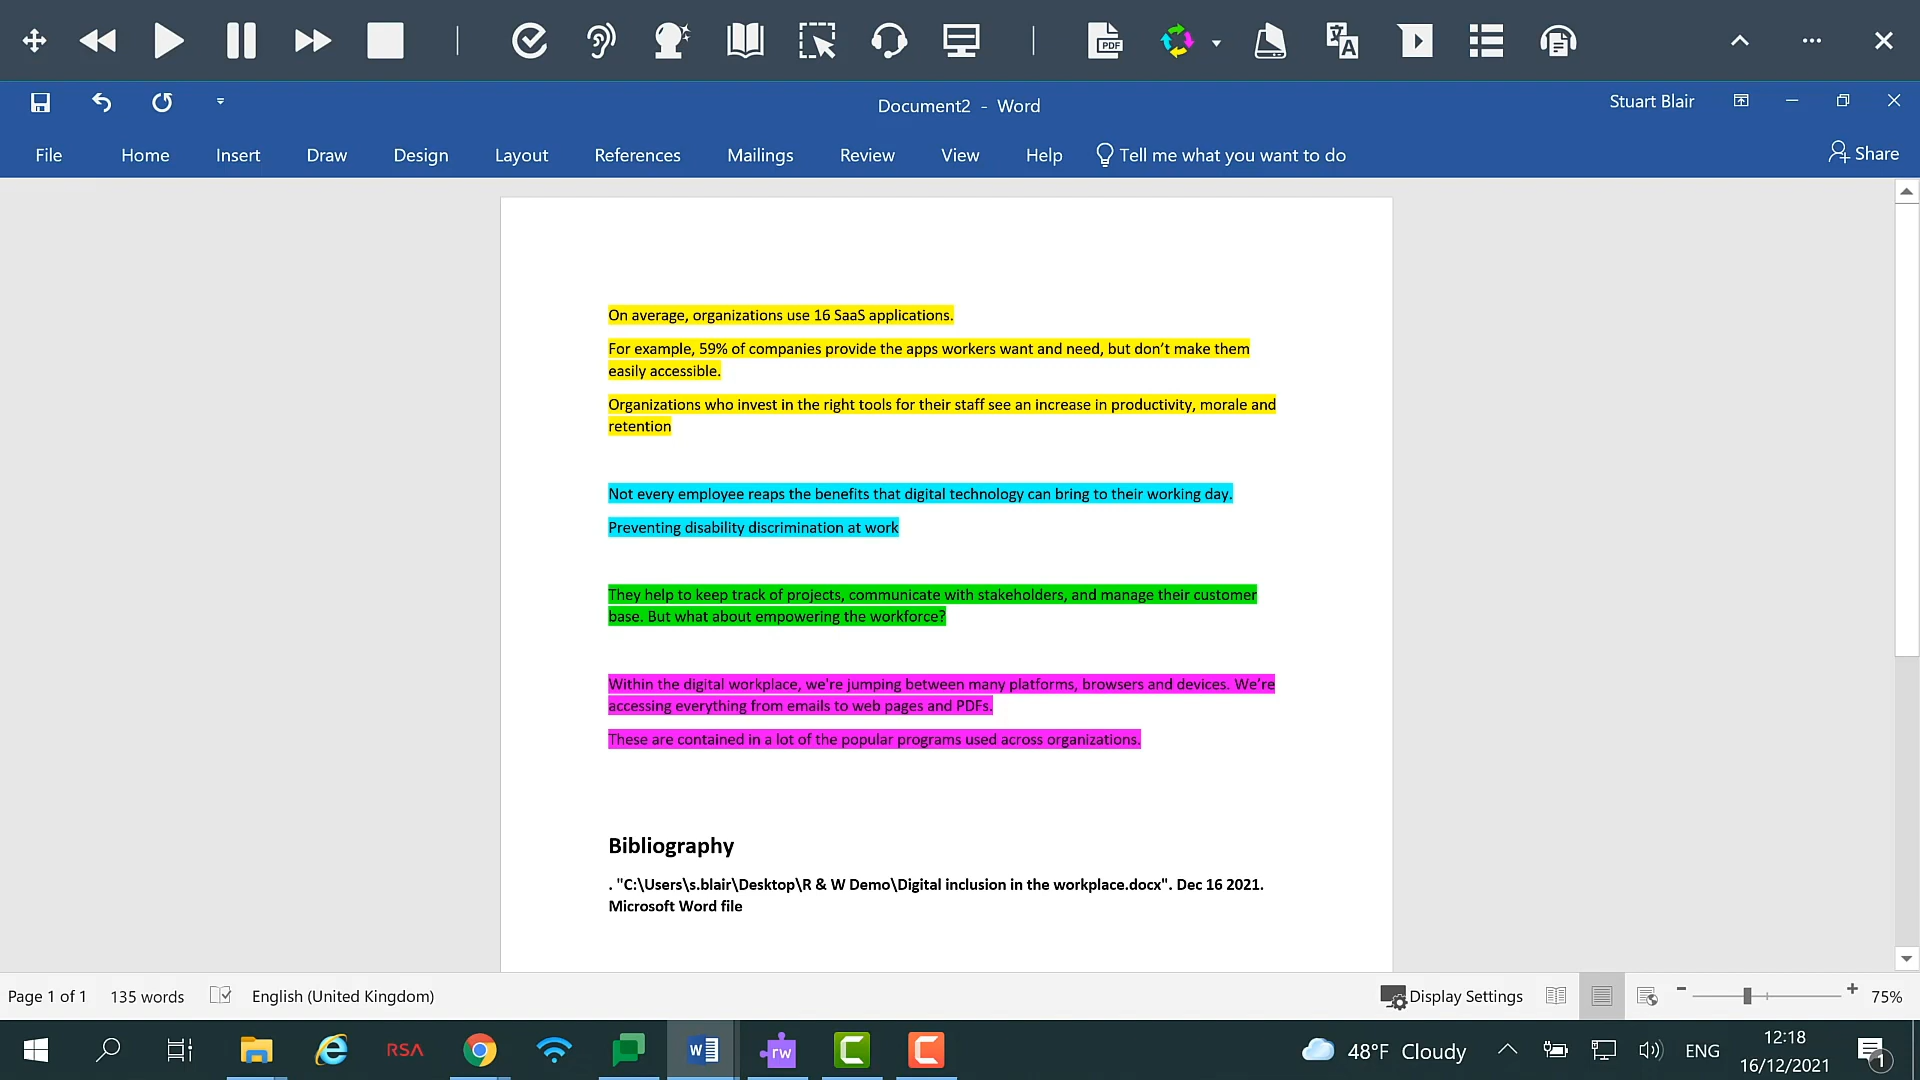 PDF
Document2 - Word
Stuart Blair
File Home Insert Draw Design Layout References Mailings Review View Help Tell me what you want to do Share
On average, organizations use 16 SaaS applications.
For example, 59% of companies provide the apps workers want and need, but don’t make them
easily accessible.
Organizations who invest in the right tools for their staff see an increase in productivity, morale and
retention
Not every employee reaps the benefits that digital technology can bring to their working day.
Preventing disability discrimination at work
They help to keep track of projects, communicate with stakeholders, and manage their customer
base. But what about empowering the workforce?
Within the digital workplace, we're jumping between many platforms, browsers and devices. We’re
accessing everything from emails to web pages and PDFs.
These are contained in a lot of the popular programs used across organizations.
Bibliography
. "C:\Users\s.blair\Desktop\R & W Demo\Digital inclusion in the workplace.docx". Dec 16 2021.
Microsoft Word file
Page 1 of 1 135 words English (United Kingdom) Display Settings 75%
RSA rw 48°F Cloudy ENG 12:18
16/12/2021 1